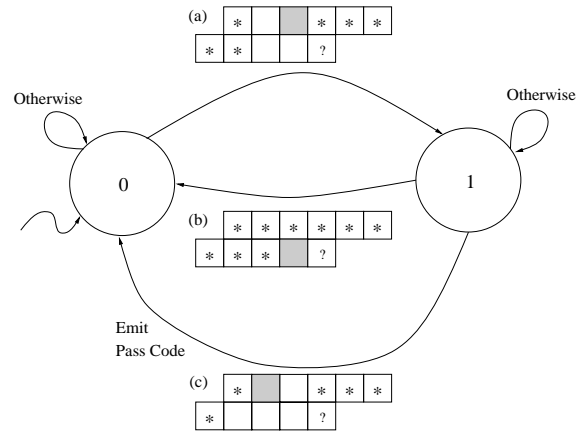 (a)
* * * *
* * ?
Otherwise
Otherwise
0
1
(b)
* * * * * *
* * * ?
Emit
Pass Code
(c)
* * * *
* ?